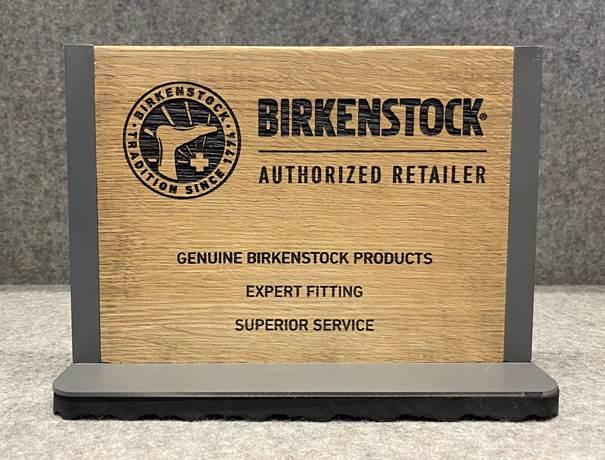 BIRKENSTOCK · TRADITION SINCE 1774 ·
BIRKENSTOCK®
AUTHORIZED RETAILER
GENUINE BIRKENSTOCK PRODUCTS
EXPERT FITTING
SUPERIOR SERVICE